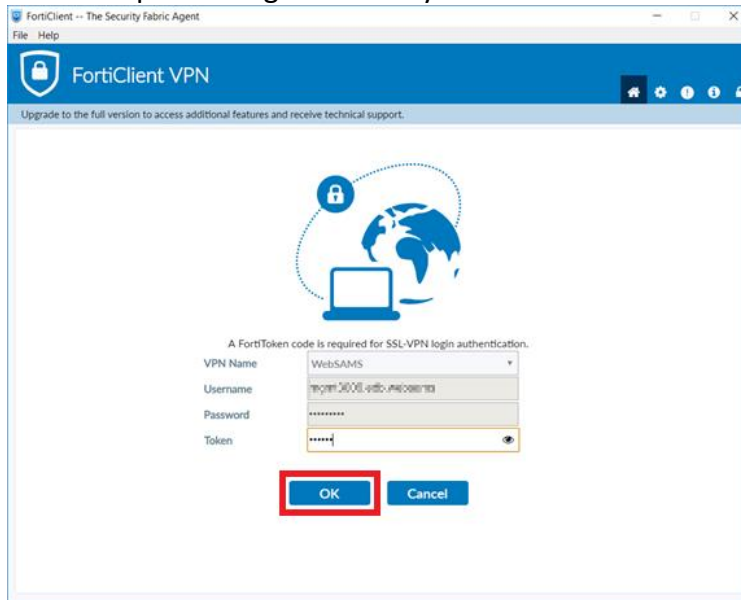 FortiClient -- The Security Fabric Agent
File Help
FortiClient VPN
Upgrade to the full version to access additional features and receive technical support.
A FortiToken code is required for SSL-VPN login authentication.
VPN Name WebSAMS
Username
Password •••••••••
Token ••••••
OK Cancel